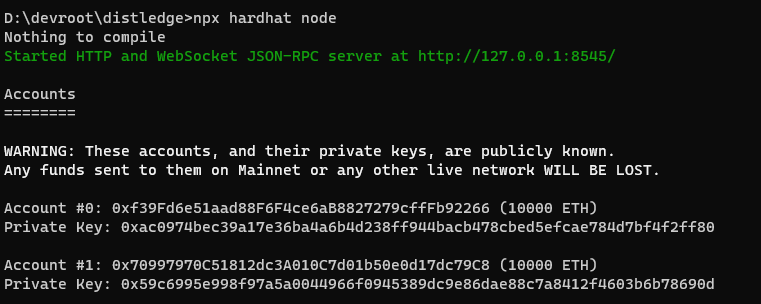 D:\devroot\distledge>npx hardhat node
Nothing to compile
Started HTTP and WebSocket JSON-RPC server at http://127.0.0.1:8545/
Accounts
========
WARNING: These accounts, and their private keys, are publicly known.
Any funds sent to them on Mainnet or any other live network WILL BE LOST.
Account #0: 0xf39Fd6e51aad88F6F4ce6aB8827279cffFb92266 (10000 ETH)
Private Key: 0xac0974bec39a17e36ba4a6b4d238ff944bacb478cbed5efcae784d7bf4f2ff80
Account #1: 0x70997970C51812dc3A010C7d01b50e0d17dc79C8 (10000 ETH)
Private Key: 0x59c6995e998f97a5a0044966f0945389dc9e86dae88c7a8412f4603b6b78690d